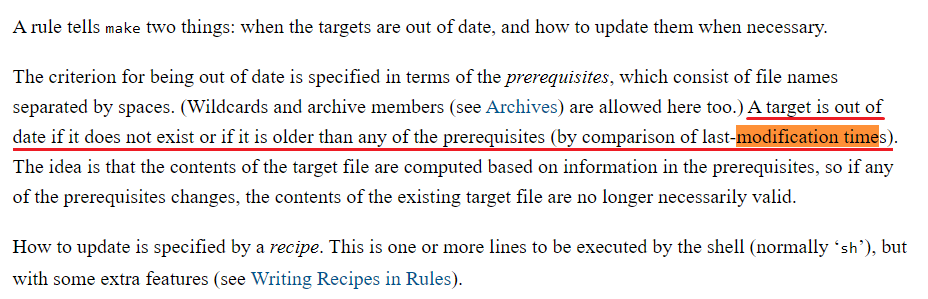 A rule tells make two things: when the targets are out of date, and how to update them when necessary.
The criterion for being out of date is specified in terms of the prerequisites, which consist of file names
separated by spaces. (Wildcards and archive members (see Archives) are allowed here too.) A target is out of
date if it does not exist or if it is older than any of the prerequisites (by comparison of last-modification times).
The idea is that the contents of the target file are computed based on information in the prerequisites, so if any
of the prerequisites changes, the contents of the existing target file are no longer necessarily valid.
How to update is specified by a recipe. This is one or more lines to be executed by the shell (normally ‘sh’), but
with some extra features (see Writing Recipes in Rules).